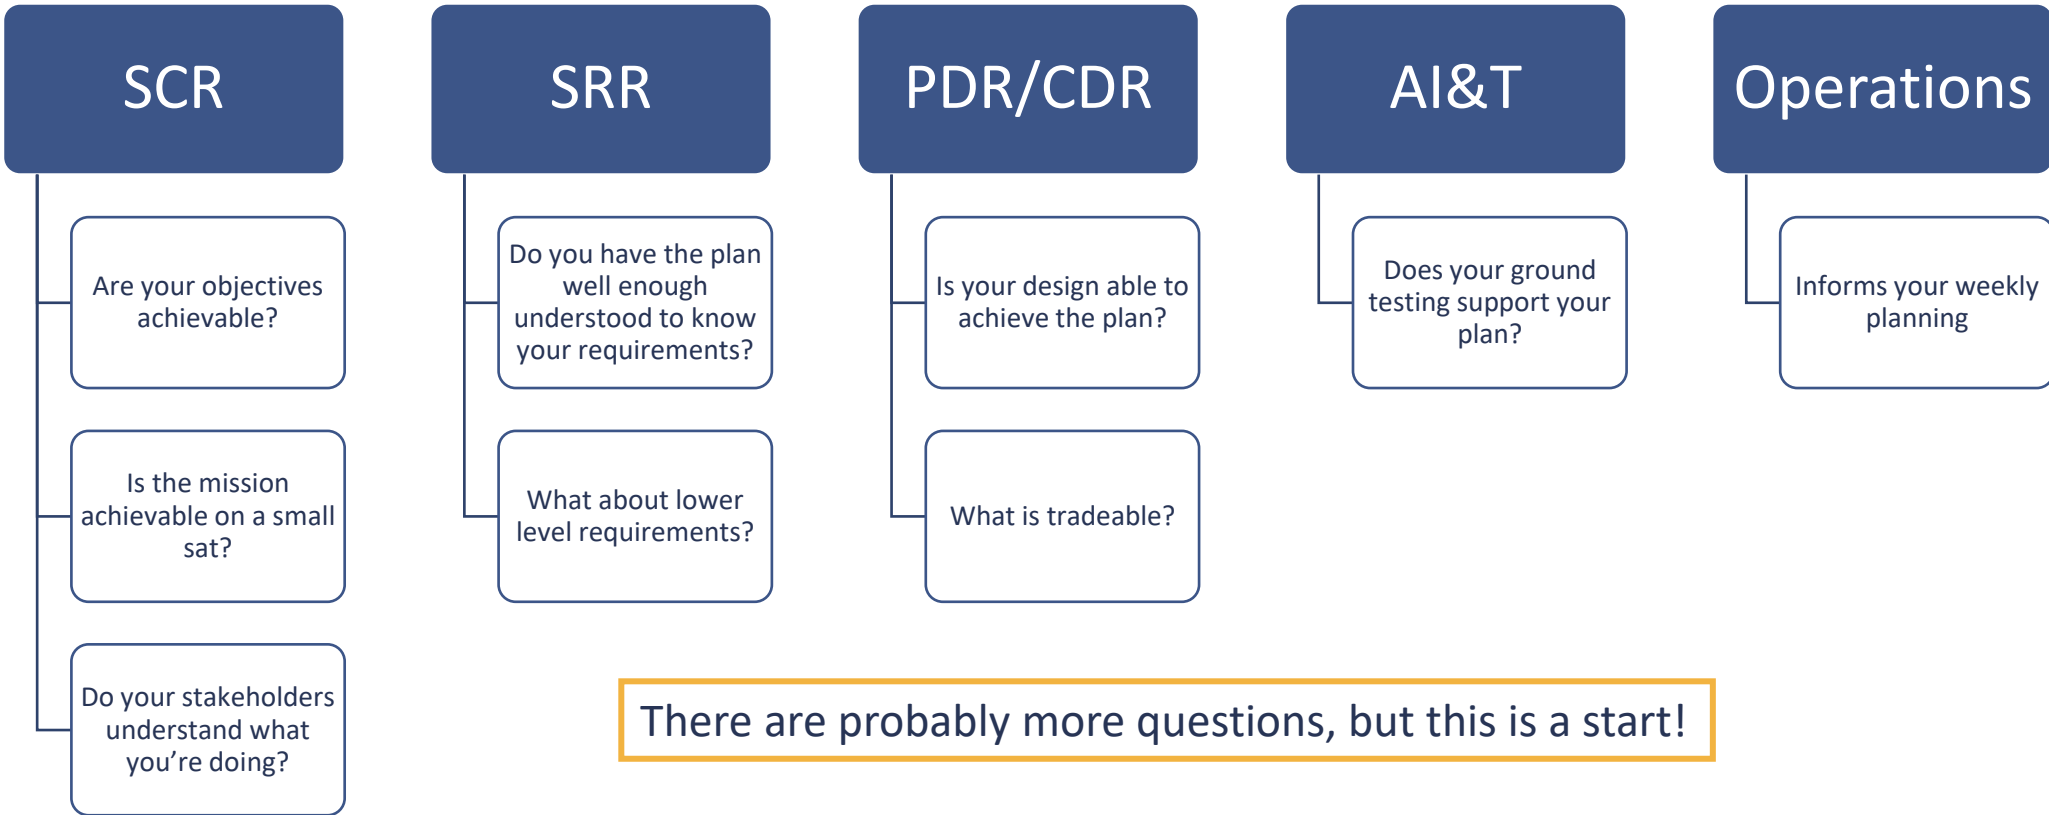 SCR
Are your objectives
achievable?
Is the mission
achievable on a small
sat?
Do your stakeholders
understand what
you’re doing?
SRR
Do you have the plan
well enough
understood to know
your requirements?
What about lower
level requirements?
PDR/CDR
Is your design able to
achieve the plan?
What is tradeable?
AI&T
Does your ground
testing support your
plan?
Operations
Informs your weekly
planning
There are probably more questions, but this is a start!